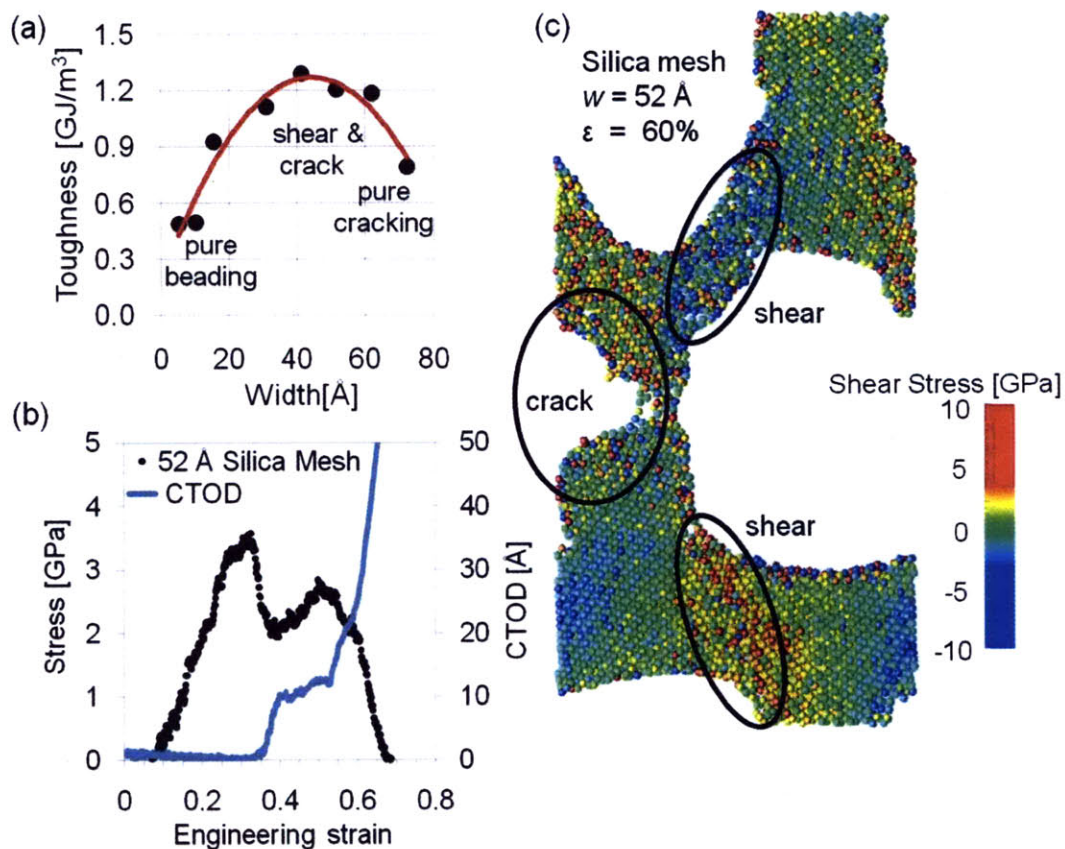 (a)
1.5
1.2
0.9
0.6
0.3
0.0
Toughness [GJ/m³]
shear &
crack
pure
cracking
pure
beading
0 20 40 60 80
Width[Å]
(b)
5
4
3
2
1
0
Stress [GPa]
52 Å Silica Mesh
CTOD
50
40
30
20
10
0
CTOD [Å]
0 0.2 0.4 0.6 0.8
Engineering strain
(c)
Silica mesh
w = 52 Å
ε = 60%
shear
crack
shear
Shear Stress [GPa]
10
5
0
-5
-10